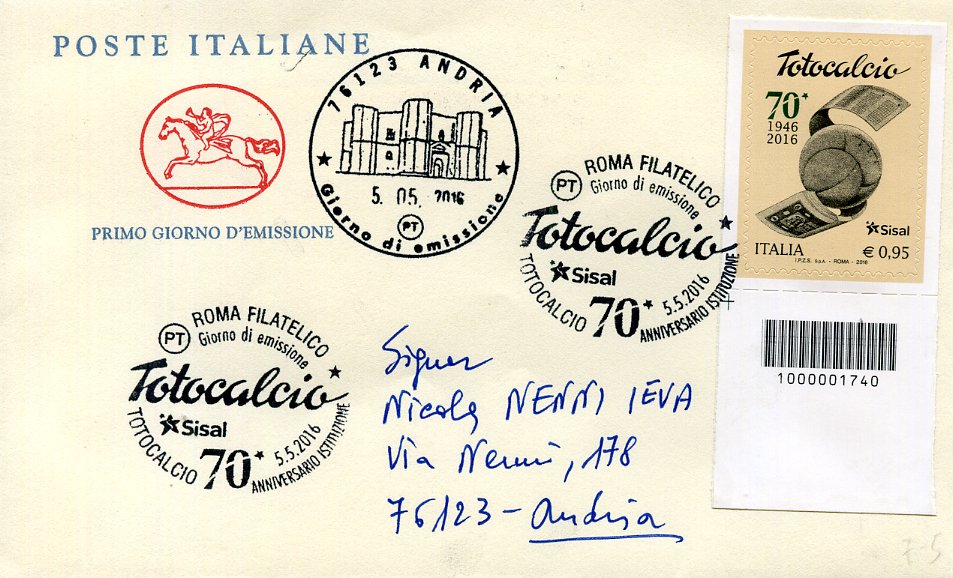 POSTE ITALIANE
PRIMO GIORNO D'EMISSIONE
76123 ANDRIA
5. 05. 2016
PT
Giorno di emissione
ROMA FILATELICO
PT Giorno di emissione
Totocalcio
Sisal
70
5.5.2016
TOTOCALCIO
ANNIVERSARIO ISTITUZIONE
Totocalcio
70
1946
2016
Sisal
ITALIA € 0,95
I.P.Z.S. S.p.A. - ROMA - 2016
1000001740
ROMA FILATELICO
PT Giorno di emissione
Totocalcio
Sisal
70
5.5.2016
TOTOCALCIO
ANNIVERSARIO ISTITUZIONE
Signor
Nicola NENNI IEVA
Via Nenni, 178
76123 - Andria